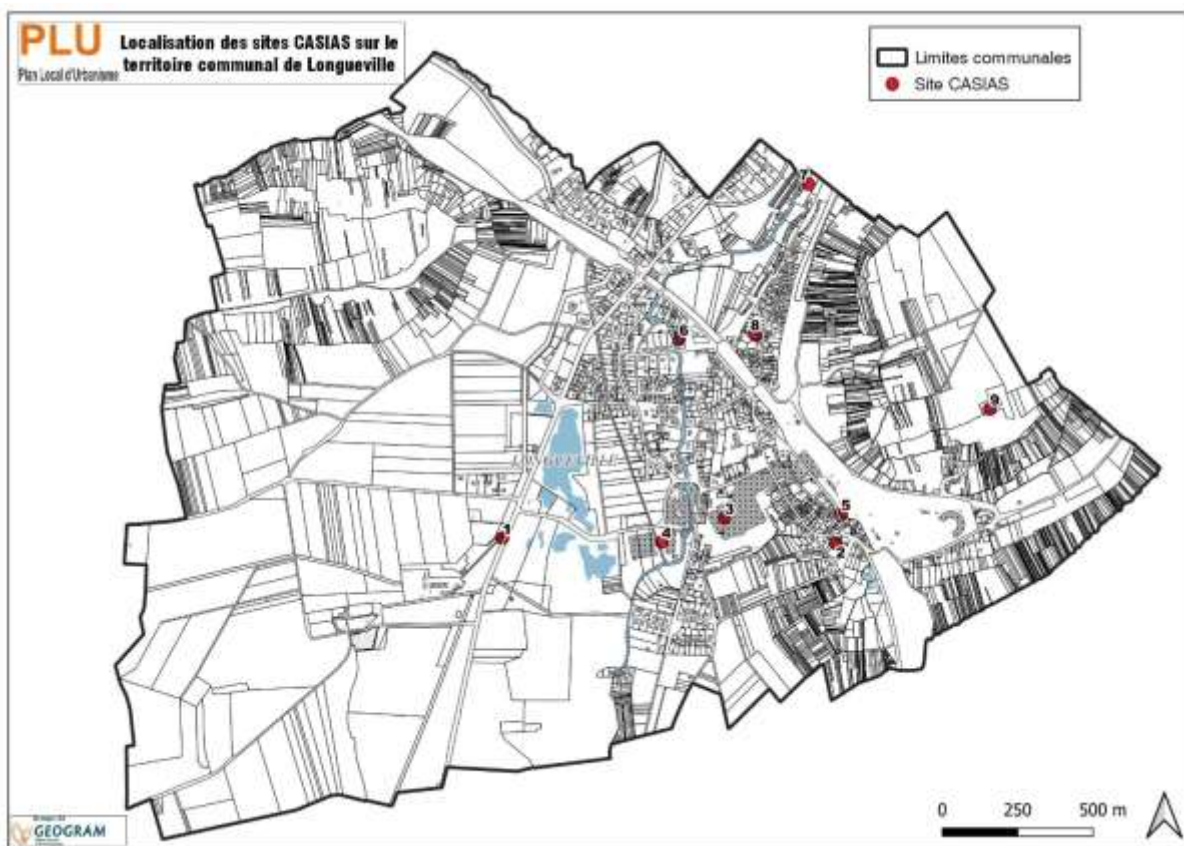 PLU
Plan Local d'Urbanisme
Localisation des sites CASIAS sur le
territoire communal de Longueville
Limites communales
Site CASIAS
7
6
8
9
LONGUEVILLE
1
3
5
4
2
0 250 500 m
GEOGRAM